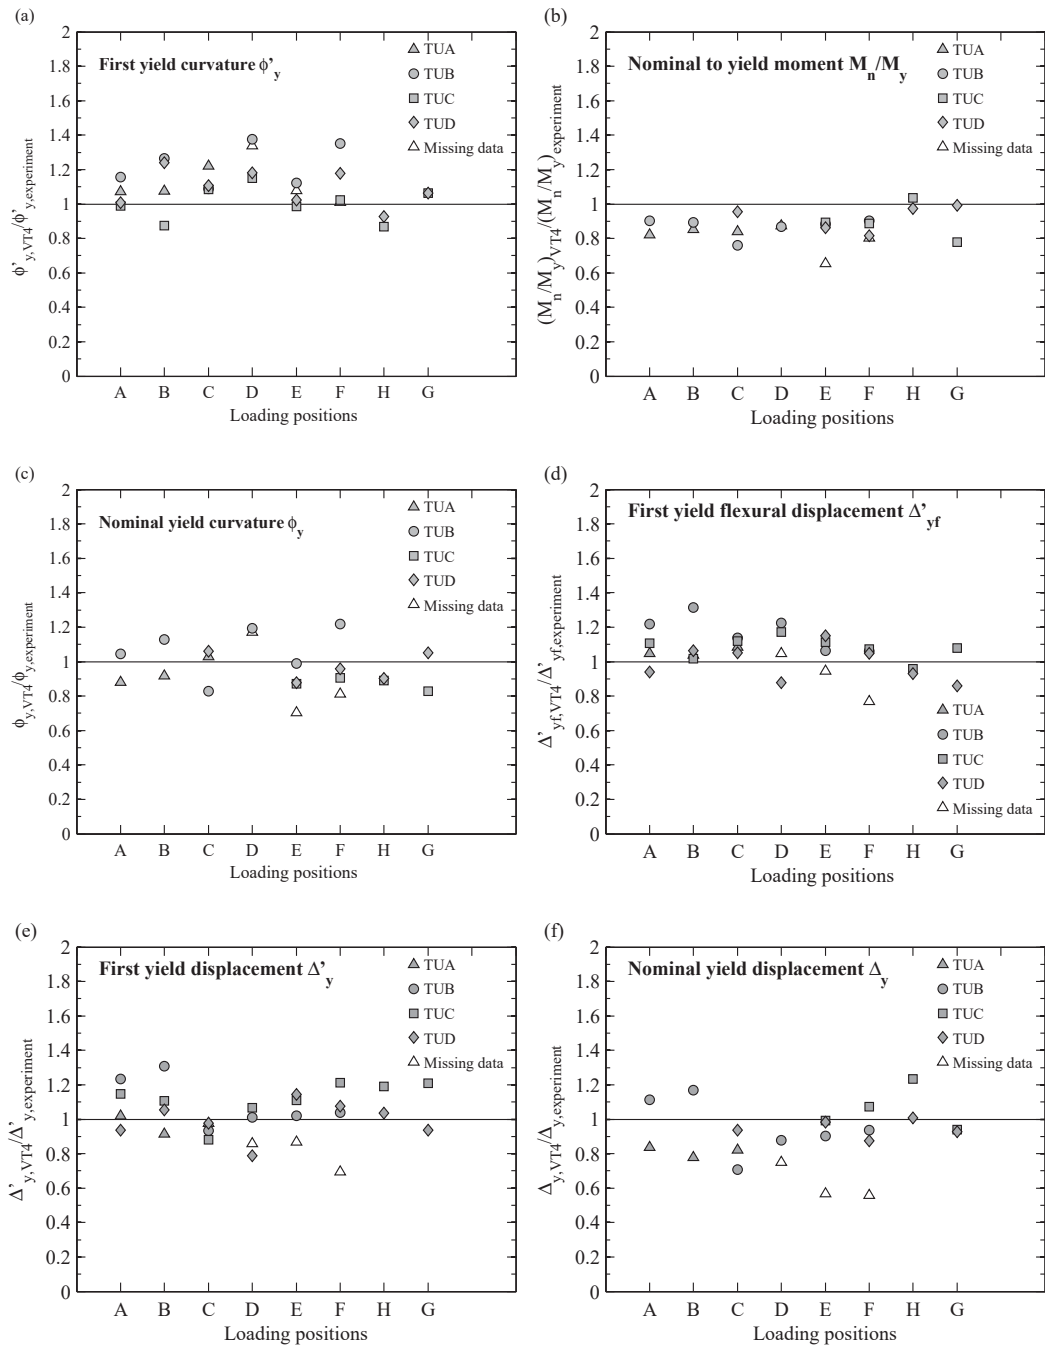 (a)
2
1.8
1.6
1.4
1.2
1
0.8
0.6
0.4
0.2
0
ϕ'y,VT4/ϕ'y,experiment
First yield curvature ϕ'y
TUA
TUB
TUC
TUD
Missing data
A B C D E F H G
Loading positions
(b)
2
1.8
1.6
1.4
1.2
1
0.8
0.6
0.4
0.2
0
(Mn/My)VT4/(Mn/My)experiment
Nominal to yield moment Mn/My
TUA
TUB
TUC
TUD
Missing data
A B C D E F H G
Loading positions
(c)
2
1.8
1.6
1.4
1.2
1
0.8
0.6
0.4
0.2
0
ϕy,VT4/ϕy,experiment
Nominal yield curvature ϕy
TUA
TUB
TUC
TUD
Missing data
A B C D E F H G
Loading positions
(d)
2
1.8
1.6
1.4
1.2
1
0.8
0.6
0.4
0.2
0
Δ'yf,VT4/Δ'yf,experiment
First yield flexural displacement Δ'yf
TUA
TUB
TUC
TUD
Missing data
A B C D E F H G
Loading positions
(e)
2
1.8
1.6
1.4
1.2
1
0.8
0.6
0.4
0.2
0
Δ'y,VT4/Δ'y,experiment
First yield displacement Δ'y
TUA
TUB
TUC
TUD
Missing data
A B C D E F H G
Loading positions
(f)
2
1.8
1.6
1.4
1.2
1
0.8
0.6
0.4
0.2
0
Δy,VT4/Δy,experiment
Nominal yield displacement Δy
TUA
TUB
TUC
TUD
Missing data
A B C D E F H G
Loading positions